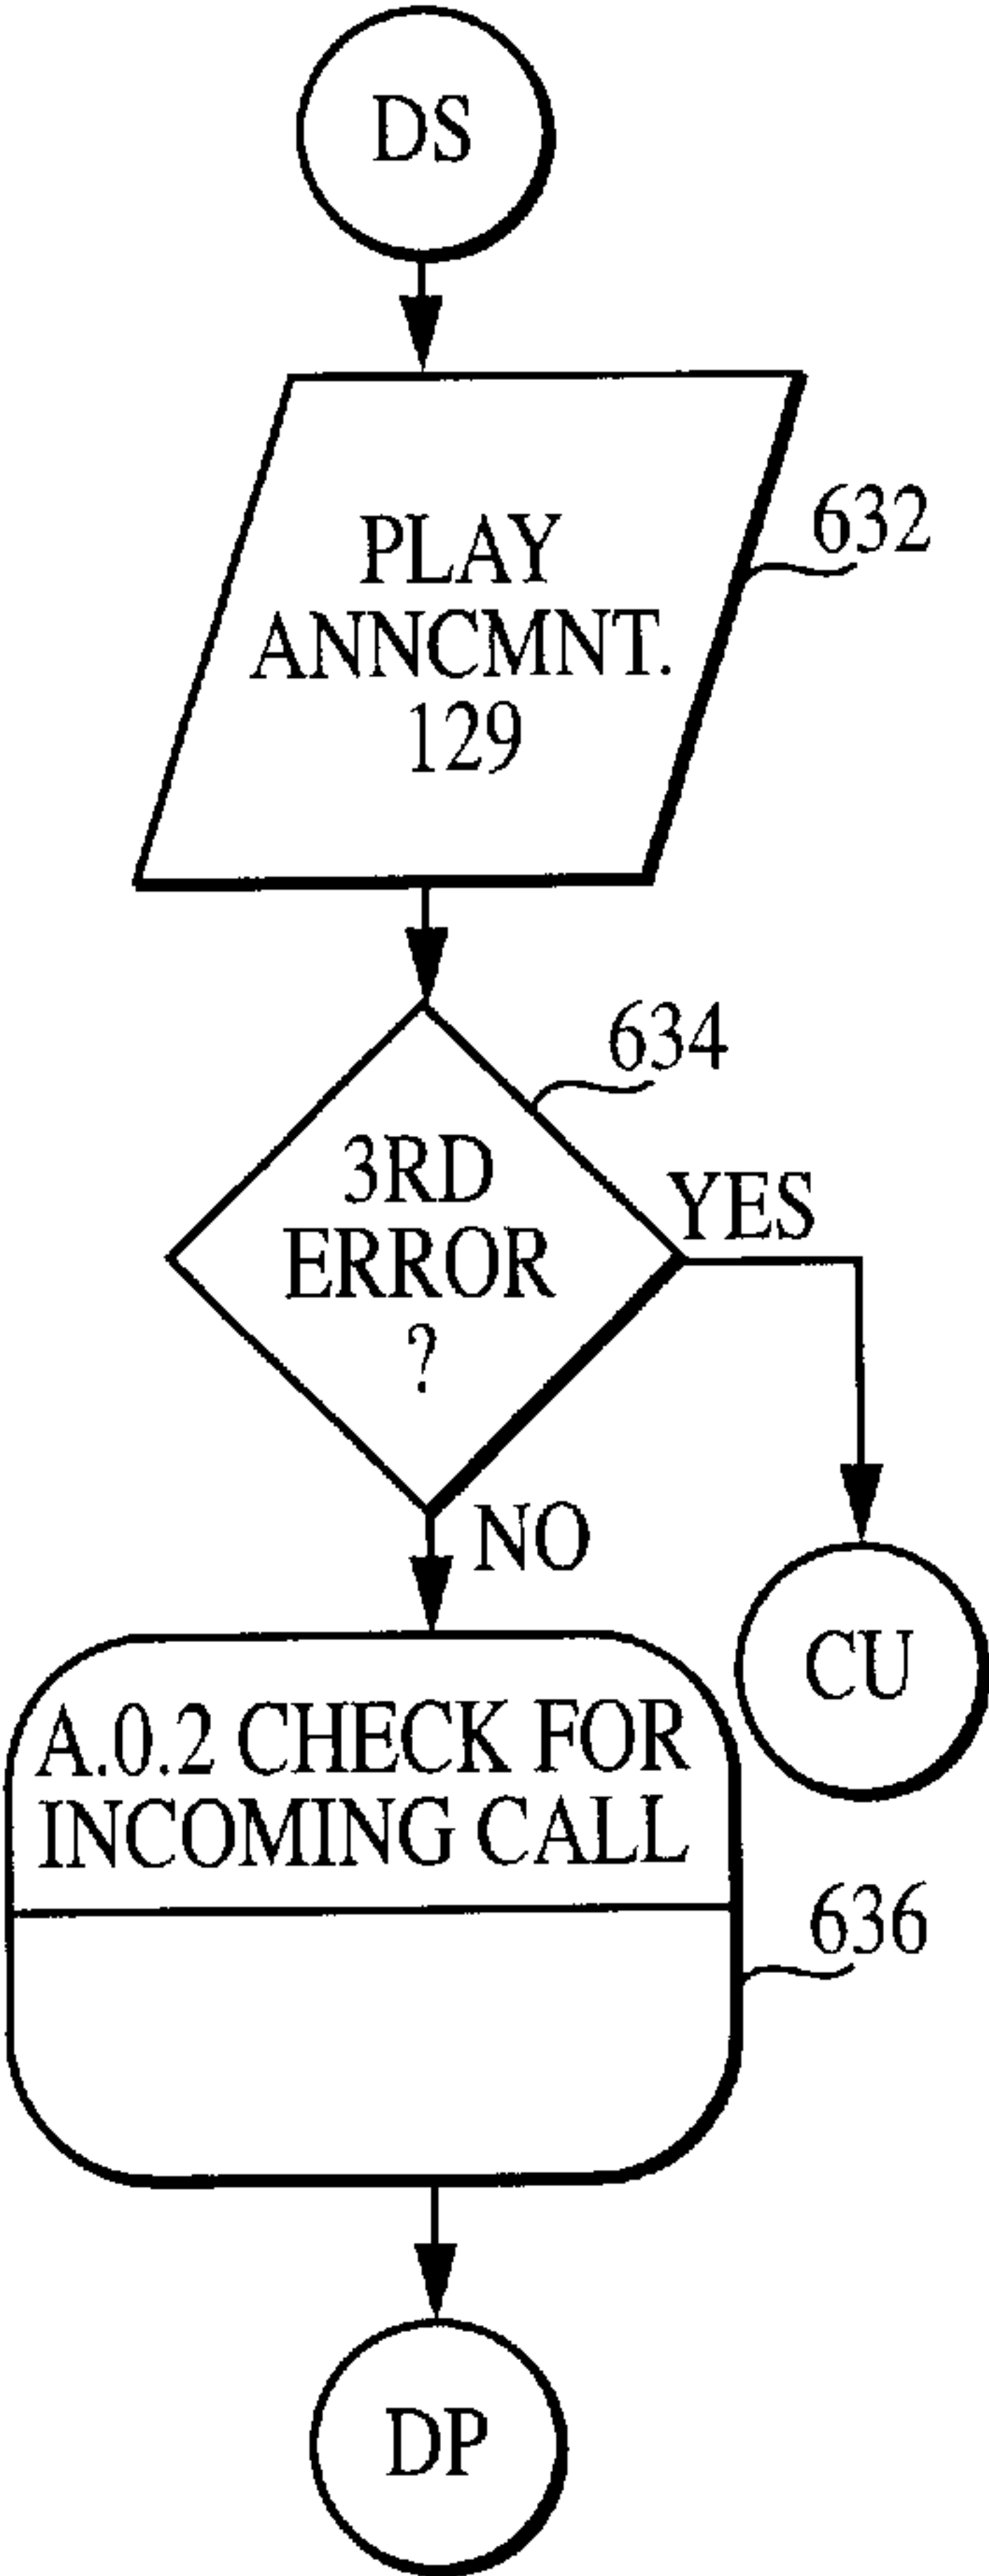 DS
PLAY
ANNCMNT.
129
632
634
3RD
ERROR
?
YES
NO
CU
A.0.2 CHECK FOR
INCOMING CALL
636
DP